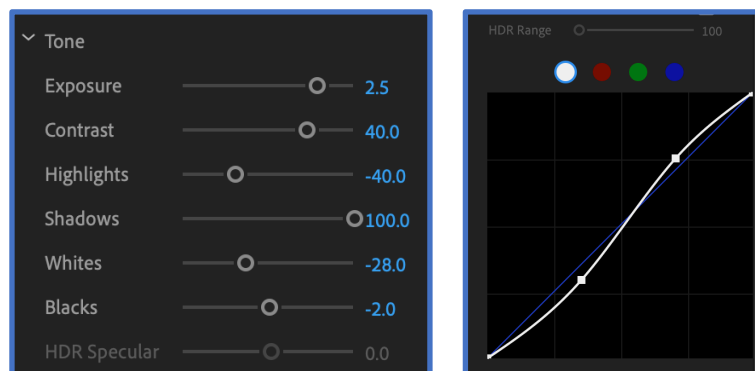 Tone
Exposure 2.5
Contrast 40.0
Highlights -40.0
Shadows 100.0
Whites -28.0
Blacks -2.0
HDR Specular 0.0
HDR Range 100